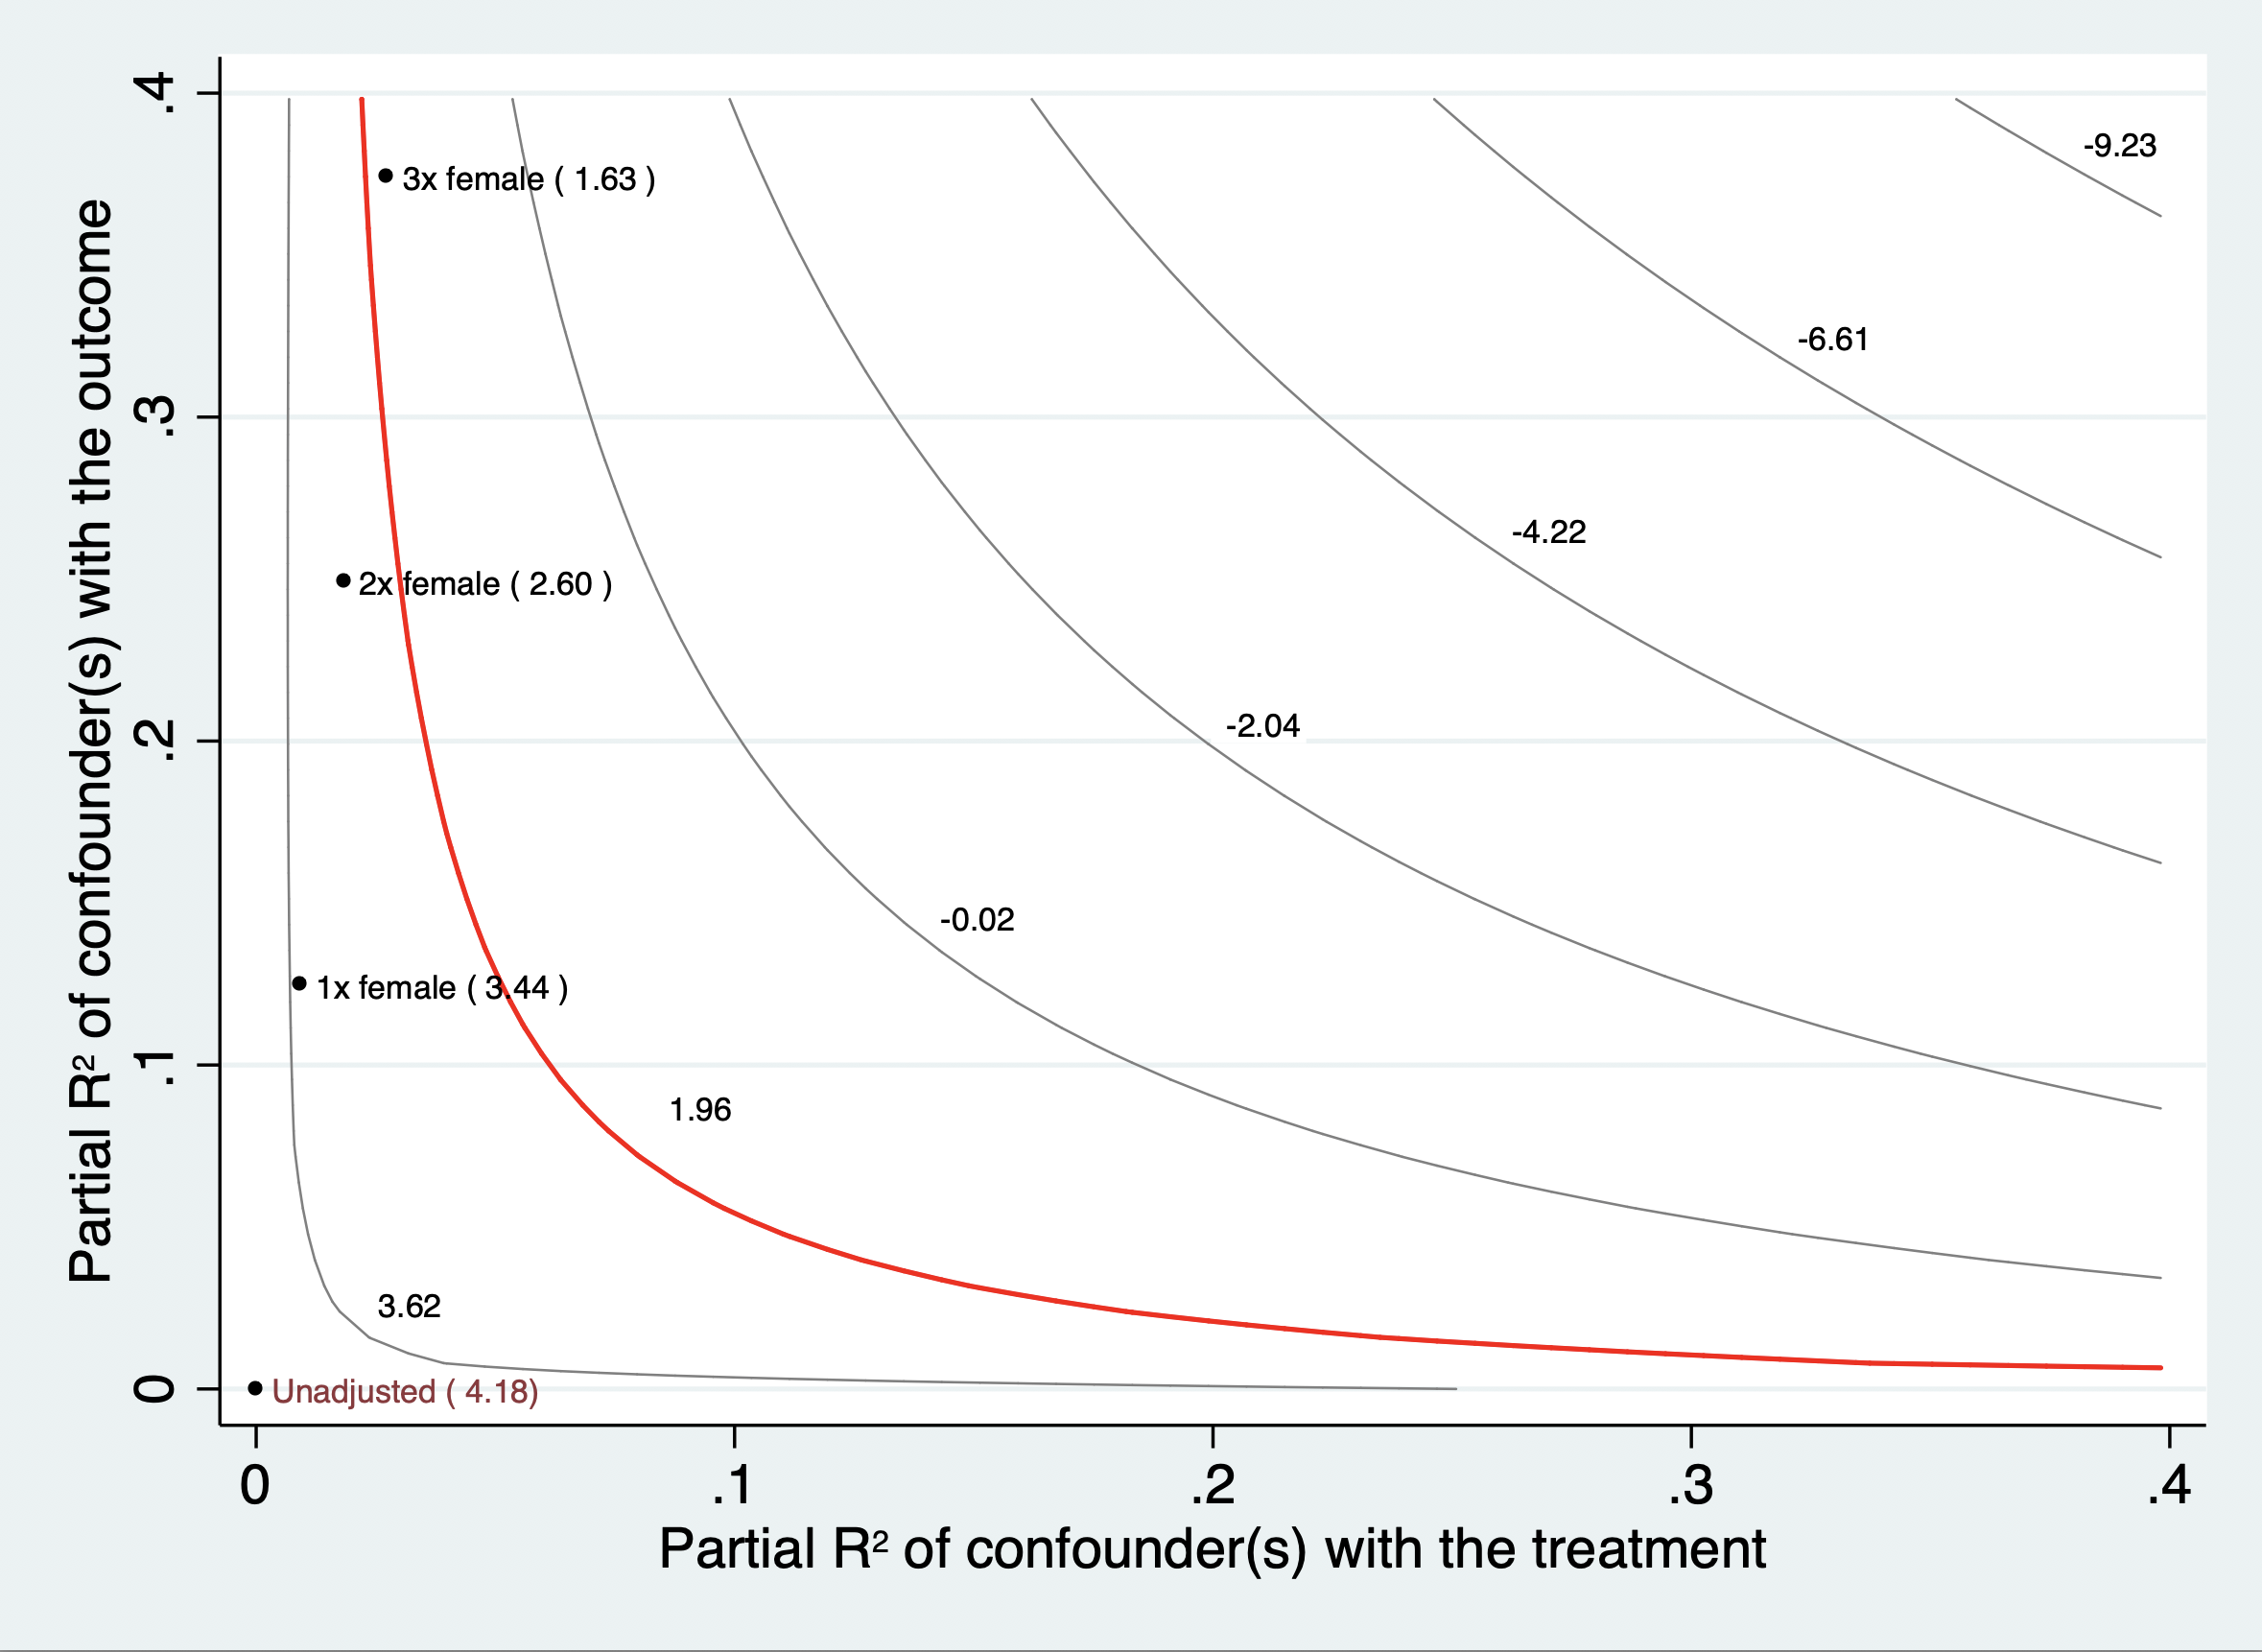 Partial R² of confounder(s) with the outcome
.4
.3
.2
.1
0
-9.23
3x female ( 1.63 )
-6.61
-4.22
2x female ( 2.60 )
-2.04
-0.02
1x female ( 3.44 )
1.96
3.62
Unadjusted ( 4.18)
0 .1 .2 .3 .4
Partial R² of confounder(s) with the treatment